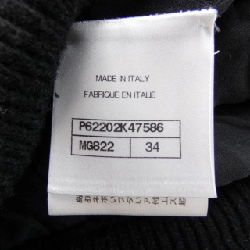 MADE IN ITALY
FABRIQUE EN ITALIE
P62202K47586
MG622 34